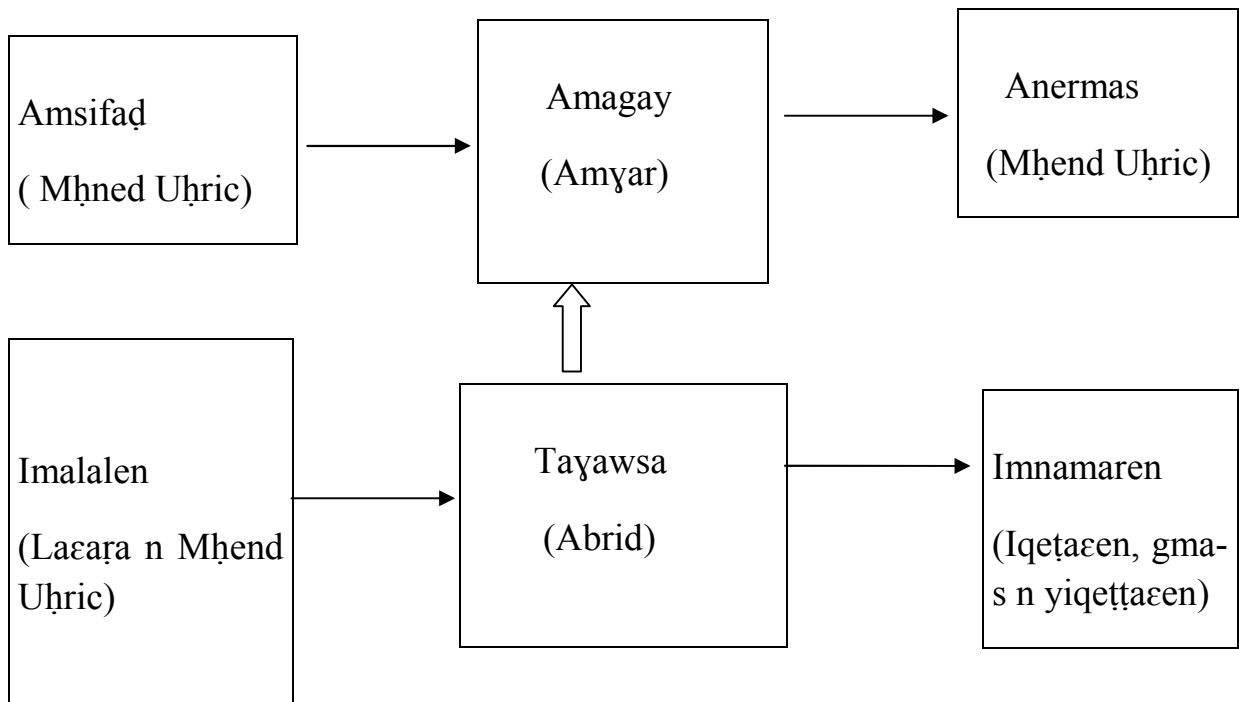 Amsifaḍ
( Mḥned Uḥric)
Amagay
(Amɣar)
Anermas
(Mḥend Uḥric)
Imalalen
(Laɛaṛa n Mḥend
Uḥric)
Taɣawsa
(Abrid)
Imnamaren
(Iqeṭaɛen, gma-
s n yiqeṭṭaɛen)